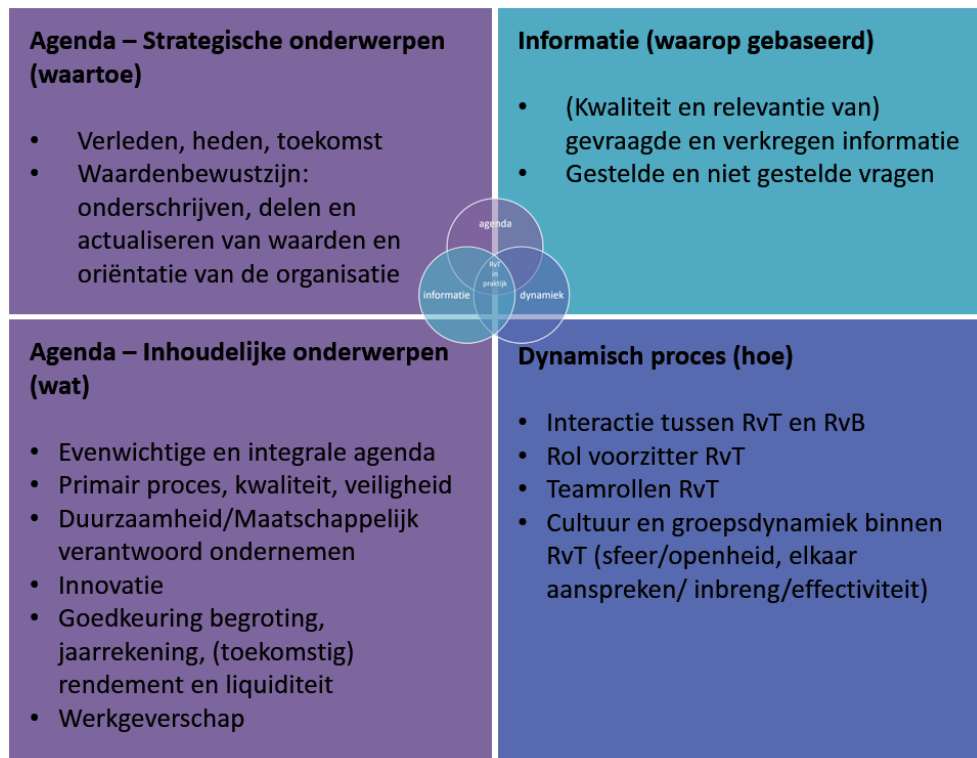 Agenda – Strategische onderwerpen
(waartoe)
• Verleden, heden, toekomst
• Waardenbewustzijn:
onderschrijven, delen en
actualiseren van waarden en
oriëntatie van de organisatie
Informatie (waarop gebaseerd)
• (Kwaliteit en relevantie van)
gevraagde en verkregen informatie
• Gestelde en niet gestelde vragen
agenda
RvT
in
praktijk
informatie
dynamiek
Agenda – Inhoudelijke onderwerpen
(wat)
• Evenwichtige en integrale agenda
• Primair proces, kwaliteit, veiligheid
• Duurzaamheid/Maatschappelijk
verantwoord ondernemen
• Innovatie
• Goedkeuring begroting,
jaarrekening, (toekomstig)
rendement en liquiditeit
• Werkgeverschap
Dynamisch proces (hoe)
• Interactie tussen RvT en RvB
• Rol voorzitter RvT
• Teamrollen RvT
• Cultuur en groepsdynamiek binnen
RvT (sfeer/openheid, elkaar
aanspreken/ inbreng/effectiviteit)